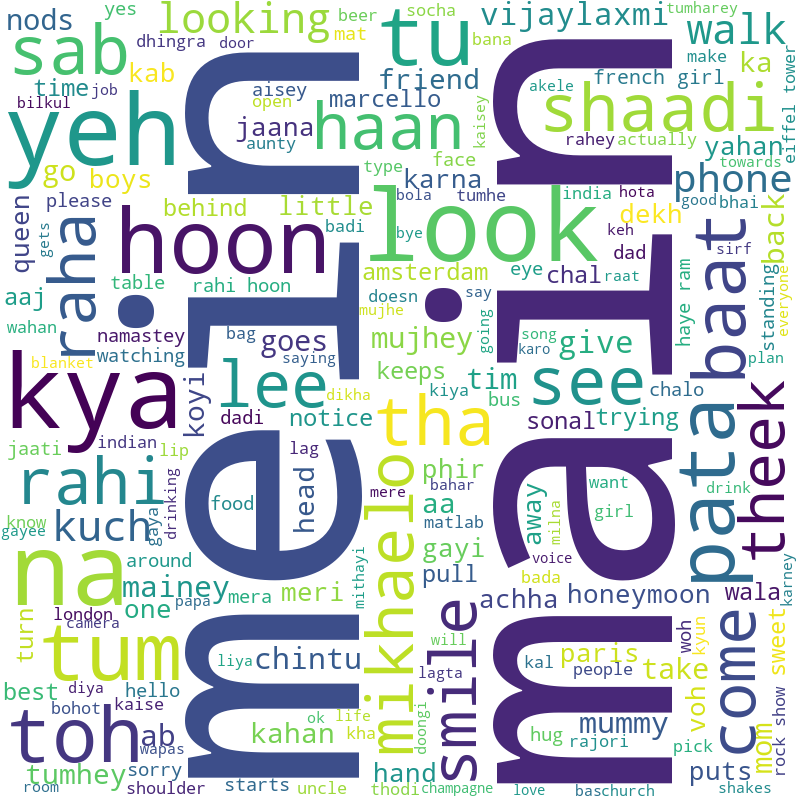 nods
yes
looking
beer
socha
tumharey
sab
dhingra
door
mat
tu
bana
vijaylaxmi
walk
time
job
kab
aisey
friend
french girl
make
ka
bilkul
open
marcello
akele
eiffel tower
yeh
jaana
haan
kaisey
shaadi
aunty
rahey
actually
yahan
go
boys
type
face
karna
towards
please
behind
little
look
bola
tumhe
india
hota
phone
good
bhai
queen
gets
raha
hoon
badi
bye
dekh
keh
dad
baat
sirf
back
aaj
table
rahi hoon
amsterdam
eye
chal
raat
haye ram
standing
everyone
wahan
namastey
bag
mujhe
doesn
say
going
song
watching
goes
saying
mujhey
karo
give
plan
blanket
kya
koyi
lee
dikha
keeps
kiya
tim
bus
see
chalo
jaati
indian
lip
dadi
notice
tha
sonal
trying
pata
theek
rahi
lag
phir
bahar
want
drink
know
gayee
kuch
gaya
drinking
food
head
mere
mikhaelo
aa
matlab
away
milna
girl
na
around
mein
gayi
voice
main
karney
mainey
mithayi
pull
bada
one
papa
mera
meri
achha
honeymoon
wala
turn
london
camera
tum
smile
will
woh
kyun
come
sweet
liya
chintu
lagta
kal
people
paris
take
best
diya
bohot
kaise
hello
life
doongi
hug
mummy
voh
mom
rock show
toh
ab
wapas
kahan
ok
kha
rajori
pick
puts
tumhey
sorry
hand
room
shoulder
starts
uncle
thodi
champagne
love
baschurch
shakes